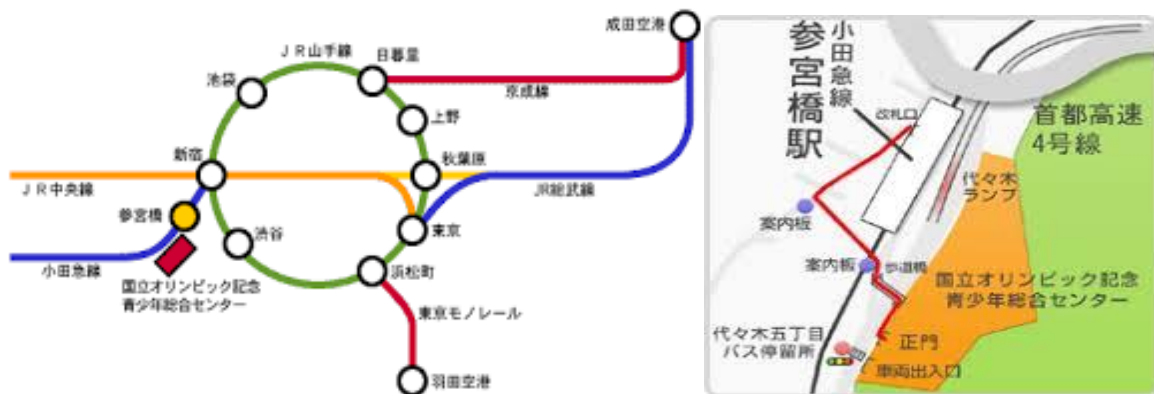 成田空港
JR山手線
日暮里
池袋
京成線
上野
新宿
秋葉原
JR中央線
JR総武線
参宮橋
渋谷
東京
小田急線
浜松町
国立オリンピック記念
青少年総合センター
東京モノレール
羽田空港
小田急線
参宮橋駅
改札口
首都高速
4号線
代々木
ランプ
案内板
案内板
歩道橋
国立オリンピック記念
青少年総合センター
代々木五丁目
バス停留所
正門
車両出入口